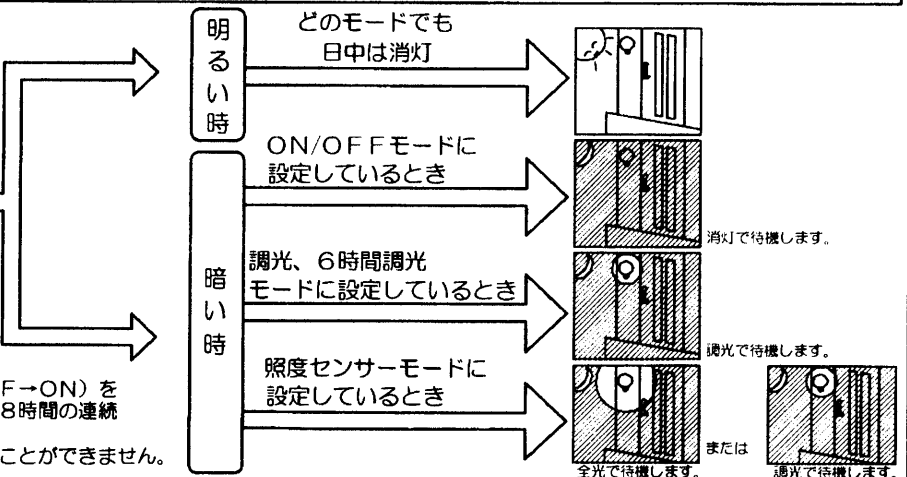 明るい時
どのモードでも
日中は消灯
暗い時
ON/OFFモードに
設定しているとき
消灯で待機します。
調光、6時間調光
モードに設定しているとき
調光で待機します。
照度センサーモードに
設定しているとき
全光で待機します。
または
調光で待機します。
F→ON）を
8時間の連続
ことができません。